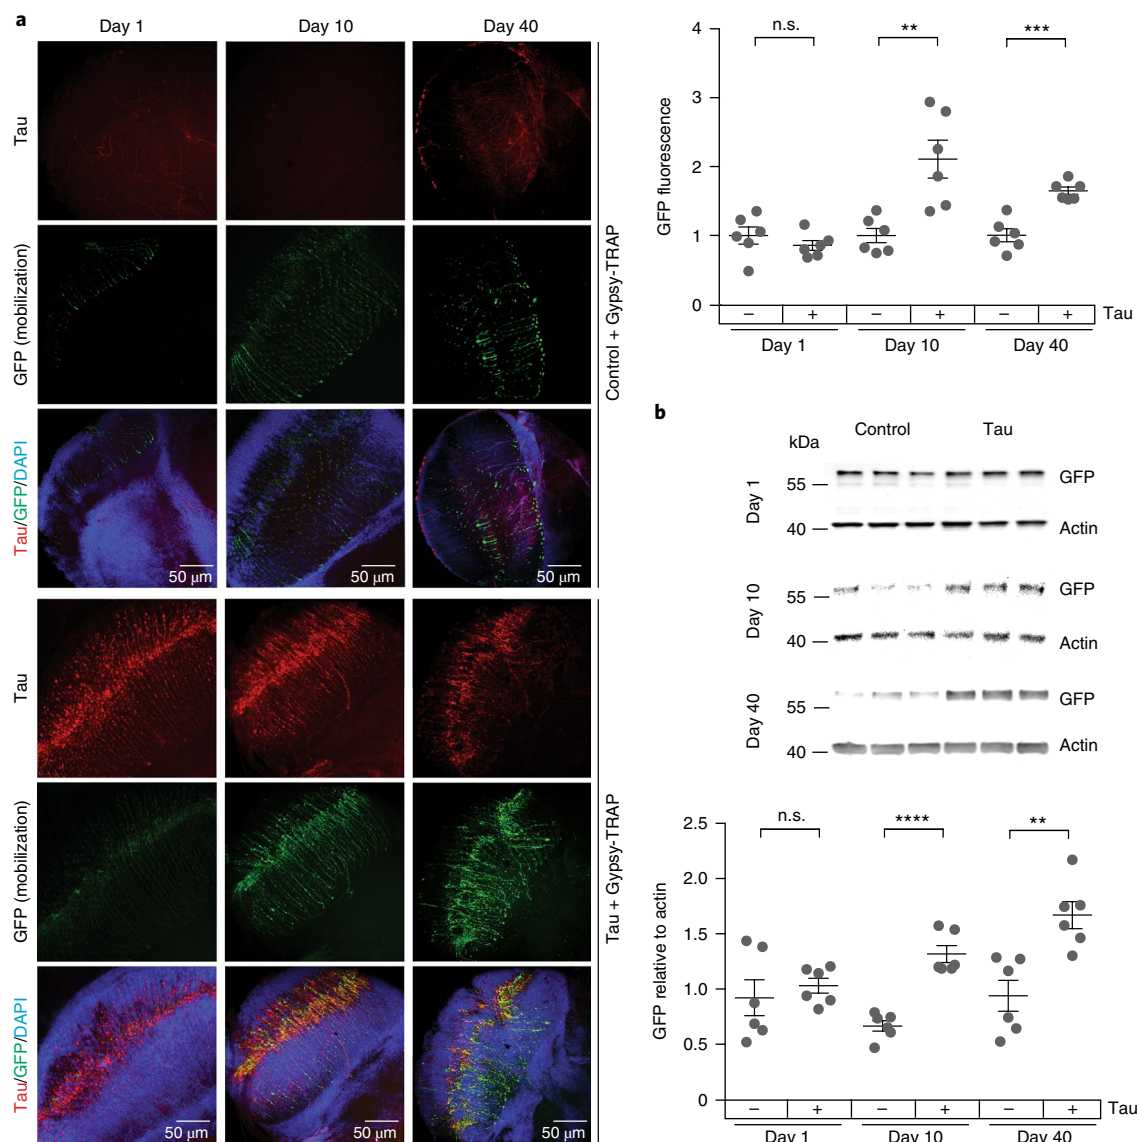 a
Day 1 Day 10 Day 40
Tau
GFP (mobilization)
Tau/GFP/DAPI
50 μm 50 μm 50 μm
Control + Gypsy-TRAP
Tau
GFP (mobilization)
Tau/GFP/DAPI
50 μm 50 μm 50 μm
Tau + Gypsy-TRAP
n.s. ** ***
4
3
2
1
0
GFP fluorescence
− + − + − + Tau
Day 1 Day 10 Day 40
b
kDa Control Tau
Day 1
55 GFP
40 Actin
Day 10
55 GFP
40 Actin
Day 40
55 GFP
40 Actin
n.s. **** **
2.5
2.0
1.5
1.0
0.5
0
GFP relative to actin
− + − + − + Tau
Day 1 Day 10 Day 40